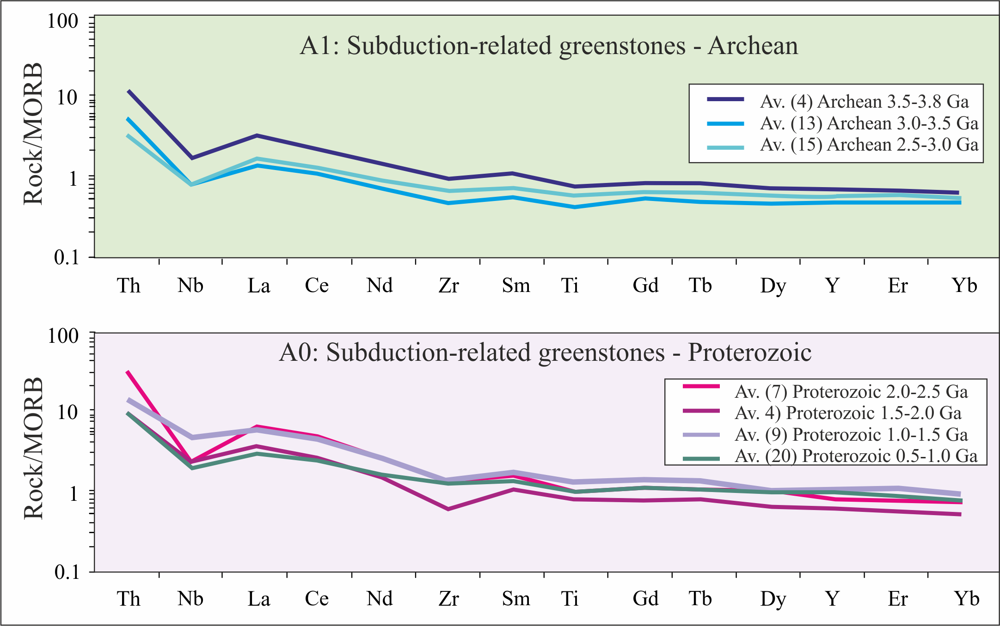 100
A1: Subduction-related greenstones - Archean
10
1
0.1
Rock/MORB
Av. (4) Archean 3.5-3.8 Ga
Av. (13) Archean 3.0-3.5 Ga
Av. (15) Archean 2.5-3.0 Ga
Th Nb La Ce Nd Zr Sm Ti Gd Tb Dy Y Er Yb
100
A0: Subduction-related greenstones - Proterozoic
10
1
0.1
Rock/MORB
Av. (7) Proterozoic 2.0-2.5 Ga
Av. 4) Proterozoic 1.5-2.0 Ga
Av. (9) Proterozoic 1.0-1.5 Ga
Av. (20) Proterozoic 0.5-1.0 Ga
Th Nb La Ce Nd Zr Sm Ti Gd Tb Dy Y Er Yb